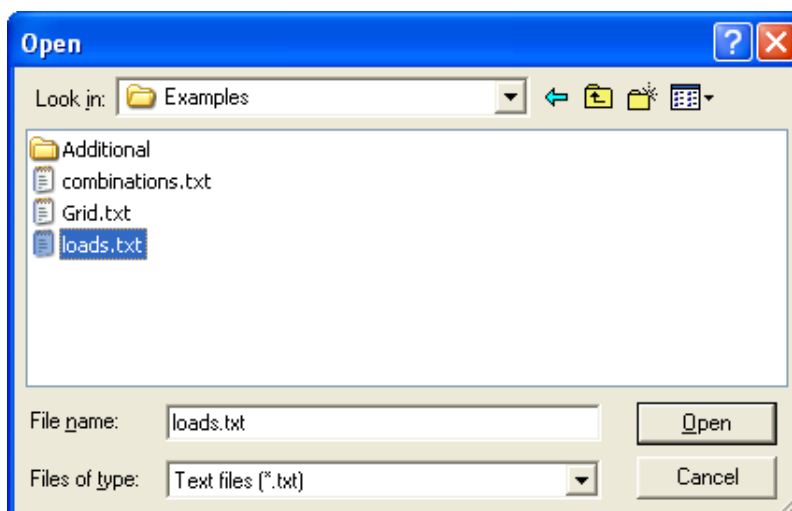 Open
Look in: Examples
Additional
combinations.txt
Grid.txt
loads.txt
File name: loads.txt Open
Files of type: Text files (*.txt) Cancel